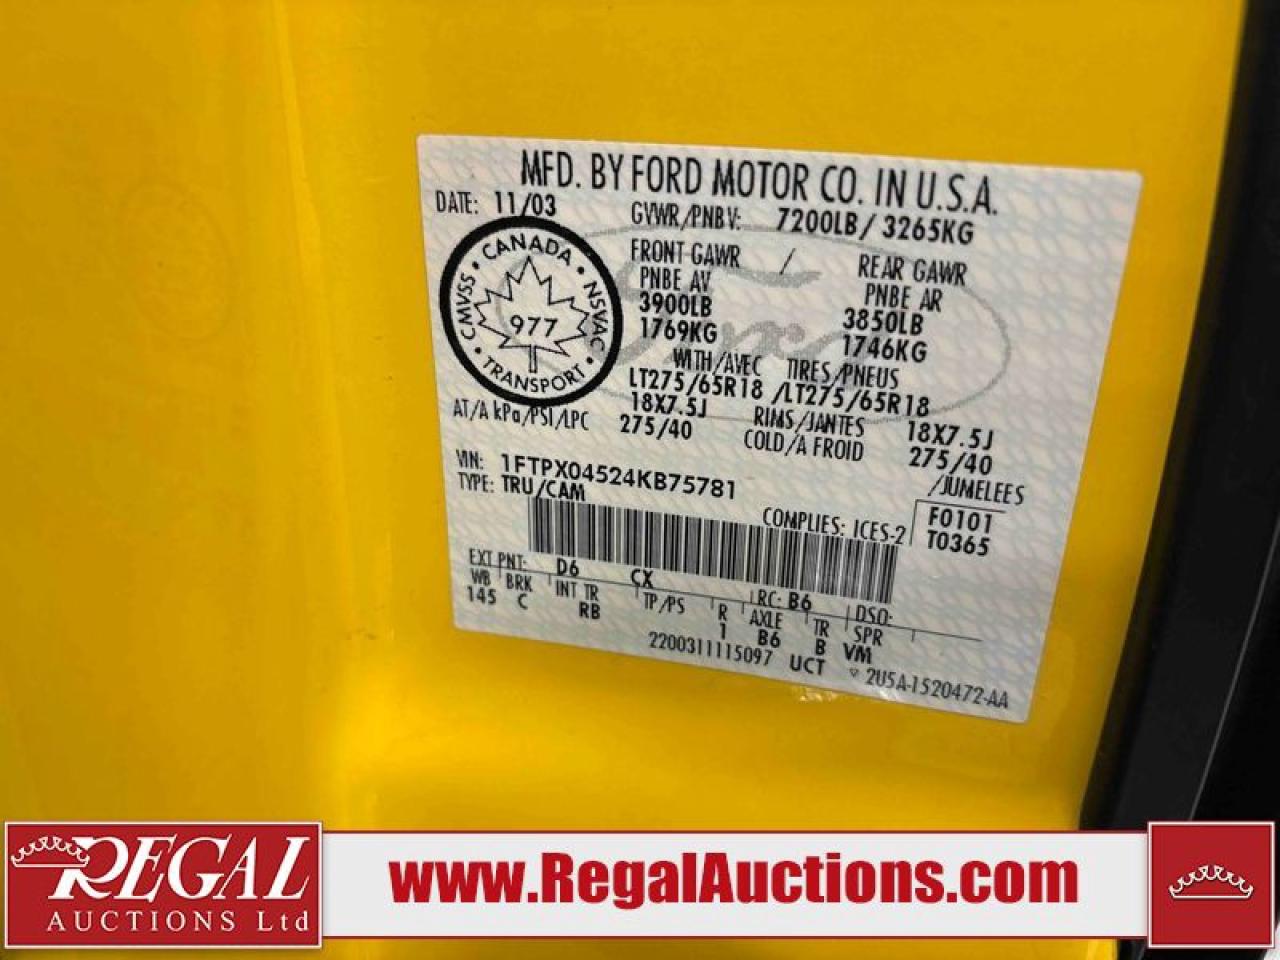 MFD. BY FORD MOTOR CO. IN U.S.A.
DATE: 11/03
GVWR/PNBV: 7200LB / 3265KG
FRONT GAWR / REAR GAWR
PNBE AV PNBE AR
3900LB 3850LB
1769KG 1746KG
WITH/AVEC TIRES/PNEUS
LT275/65R18 /LT275/65R18
18X7.5J RIMS/JANTES 18X7.5J
AT/A kPa/PSI/LPC 275/40 COLD/A FROID 275/40
CANADA
CMVSS • NSVAC
977
TRANSPORT
VIN: 1FTPX04524KB75781 /JUMELEES
TYPE: TRU/CAM
COMPLIES: ICES-2
F0101
T0365
EXT PNT: D6 CX RC: B6 DSO:
WB BRK INT TR TP/PS R AXLE TR SPR
145 C RB 1 B6 B VM
2200311115097 UCT 2U5A-1520472-AA
Ford
REGAL
AUCTIONS Ltd
www.RegalAuctions.com